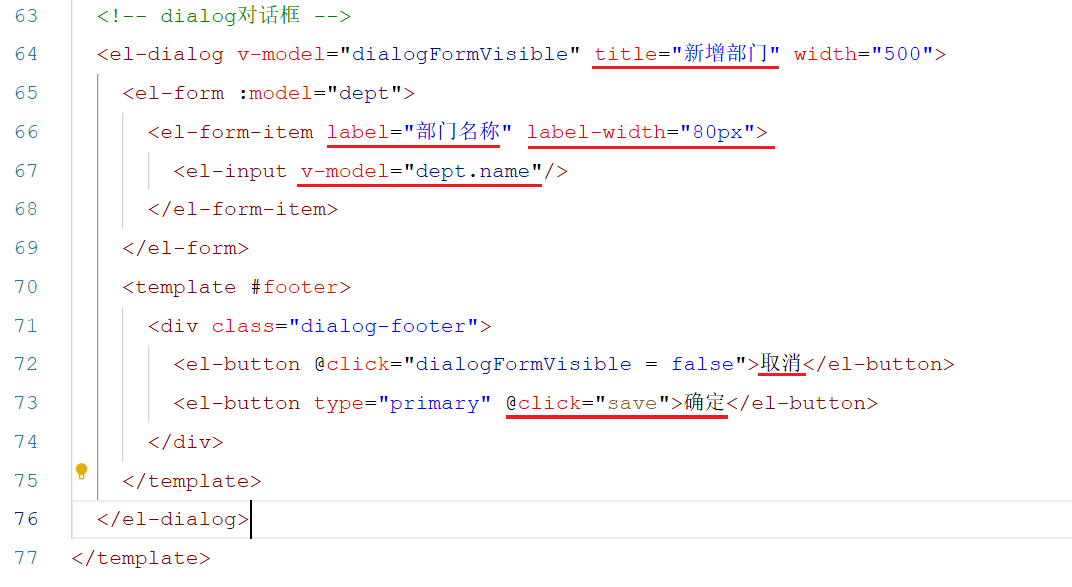 63 <!-- dialog对话框 -->
64 <el-dialog v-model="dialogFormVisible" title="新增部门" width="500">
65 <el-form :model="dept">
66 <el-form-item label="部门名称" label-width="80px">
67 <el-input v-model="dept.name"/>
68 </el-form-item>
69 </el-form>
70 <template #footer>
71 <div class="dialog-footer">
72 <el-button @click="dialogFormVisible = false">取消</el-button>
73 <el-button type="primary" @click="save">确定</el-button>
74 </div>
75 </template>
76 </el-dialog>
77 </template>